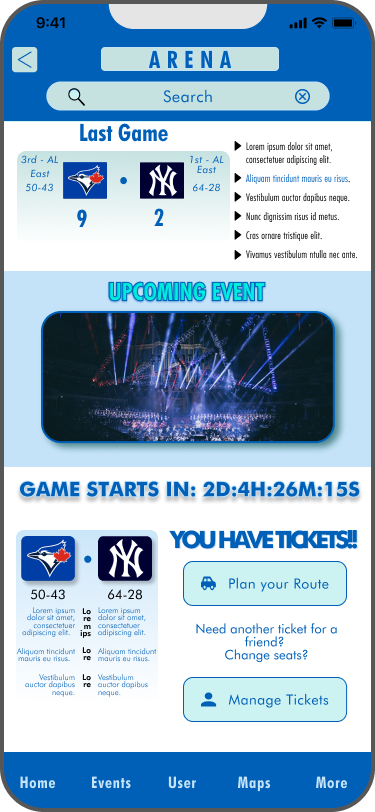 9:41
<
ARENA
Search
Last Game
3rd - AL
East
50-43
1st - AL
East
64-28
9
2
Lorem ipsum dolor sit amet,
consectetuer adipiscing elit.
Aliquam tincidunt mauris eu risus.
Vestibulum auctor dapibus neque.
Nunc dignissim risus id metus.
Cras ornare tristique elit.
Vivamus vestibulum ntulla nec ante.
UPCOMING EVENT
GAME STARTS IN: 2D:4H:26M:15S
50-43
64-28
Lorem ipsum
dolor sit amet,
consectetuer
adipiscing elit.
Aliquam tincidunt
mauris eu risus.
Vestibulum
auctor dapibus
neque.
Lo
re
m
ips
Lo
re
Lo
re
Lorem ipsum
dolor sit amet,
consectetuer
adipiscing elit.
Aliquam tincidunt
mauris eu risus.
Vestibulum
auctor dapibus
neque.
YOU HAVE TICKETS!!
Plan your Route
Need another ticket for a
friend?
Change seats?
Manage Tickets
Home Events User Maps More